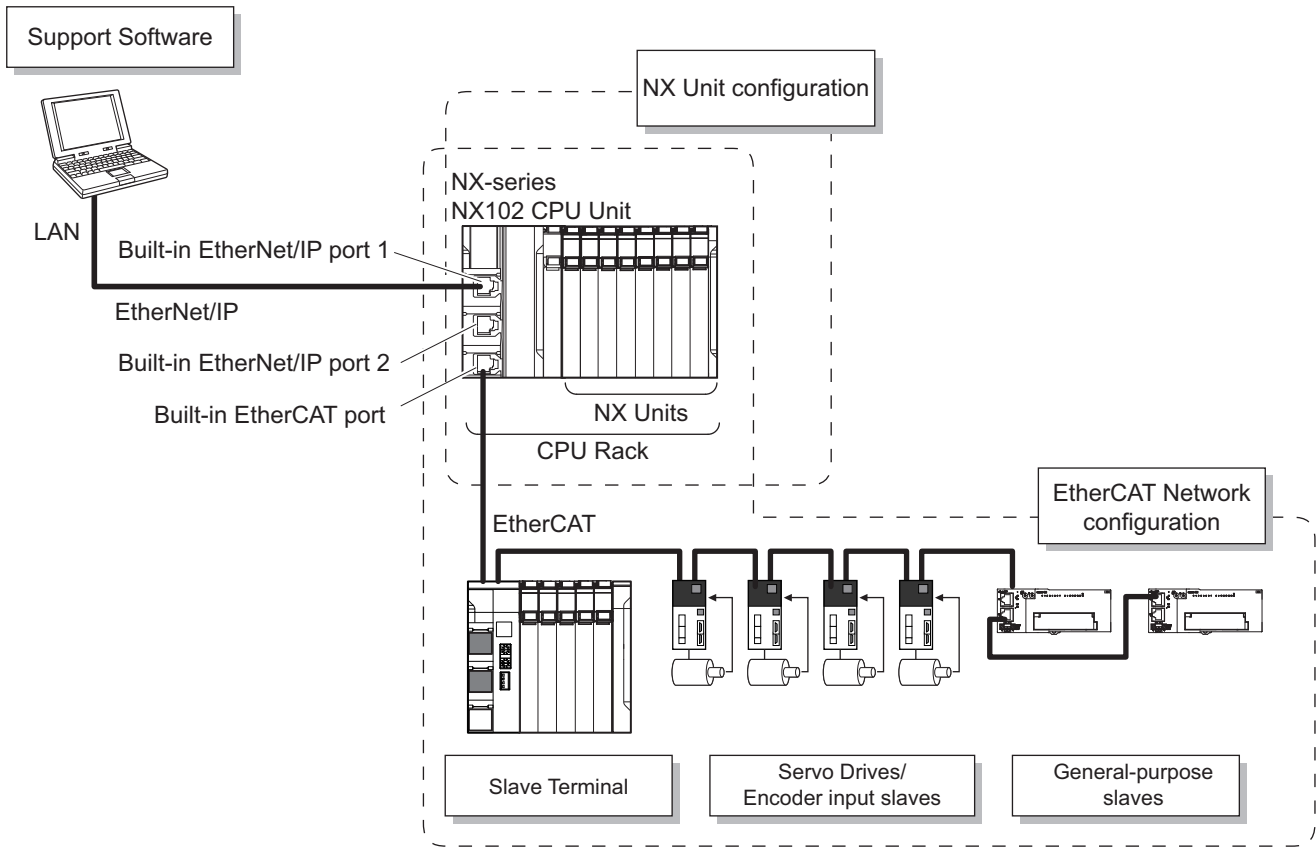 Support Software
NX Unit configuration
NX-series
NX102 CPU Unit
LAN
Built-in EtherNet/IP port 1
EtherNet/IP
Built-in EtherNet/IP port 2
Built-in EtherCAT port
NX Units
CPU Rack
EtherCAT Network
configuration
EtherCAT
Slave Terminal
Servo Drives/
Encoder input slaves
General-purpose
slaves